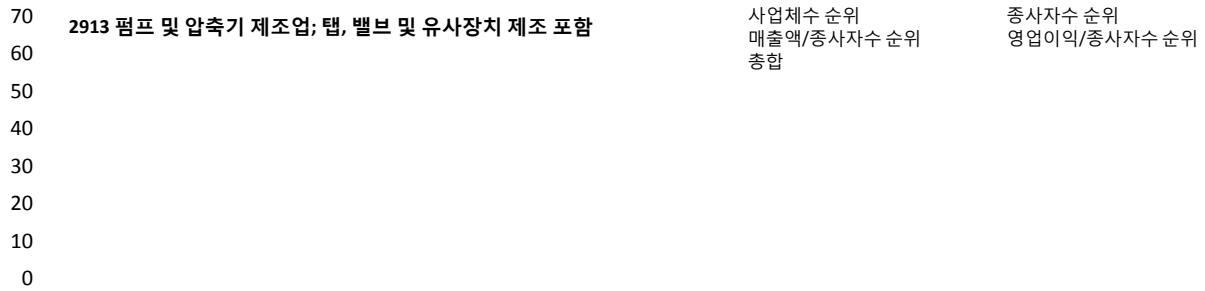 70
2913 펌프 및 압축기 제조업; 탭, 밸브 및 유사장치 제조 포함
사업체수 순위
종사자수 순위
매출액/종사자수 순위
영업이익/종사자수 순위
총합
60
50
40
30
20
10
0